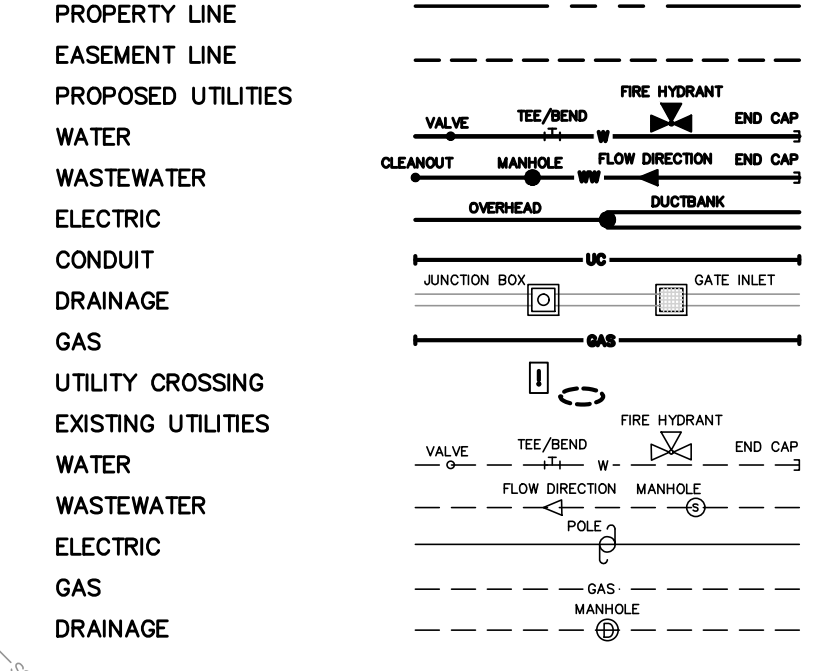 PROPERTY LINE
EASEMENT LINE
PROPOSED UTILITIES
WATER VALVE TEE/BEND T W FIRE HYDRANT END CAP
WASTEWATER CLEANOUT MANHOLE WW FLOW DIRECTION END CAP
ELECTRIC OVERHEAD DUCTBANK
CONDUIT UC
DRAINAGE JUNCTION BOX GATE INLET
GAS GAS
UTILITY CROSSING !
EXISTING UTILITIES
WATER VALVE TEE/BEND T W FIRE HYDRANT END CAP
WASTEWATER FLOW DIRECTION MANHOLE S
ELECTRIC POLE
GAS GAS
DRAINAGE MANHOLE D